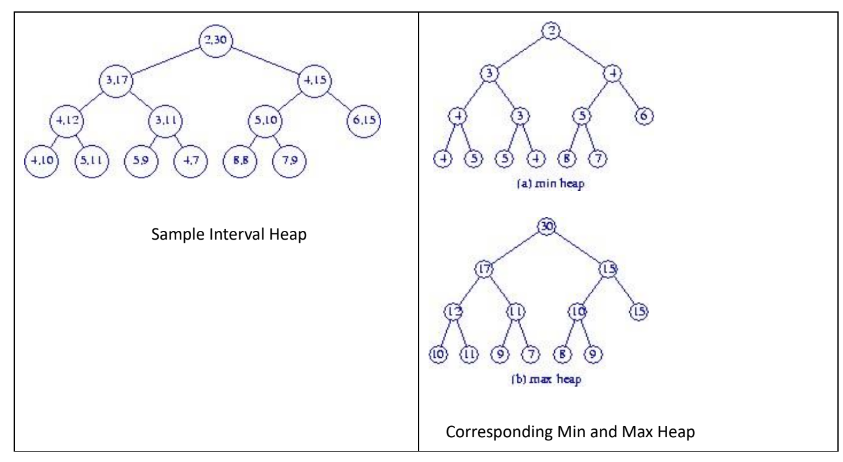 2,30
3,17 4,15
4,12 3,11 5,10 6,15
4,10 5,11 5,9 4,7 8,8 7,9
Sample Interval Heap
2
3 4
4 3 5 6
4 5 5 4 8 7
(a) min heap
30
17 15
12 11 10 15
10 11 9 7 8 9
(b) max heap
Corresponding Min and Max Heap